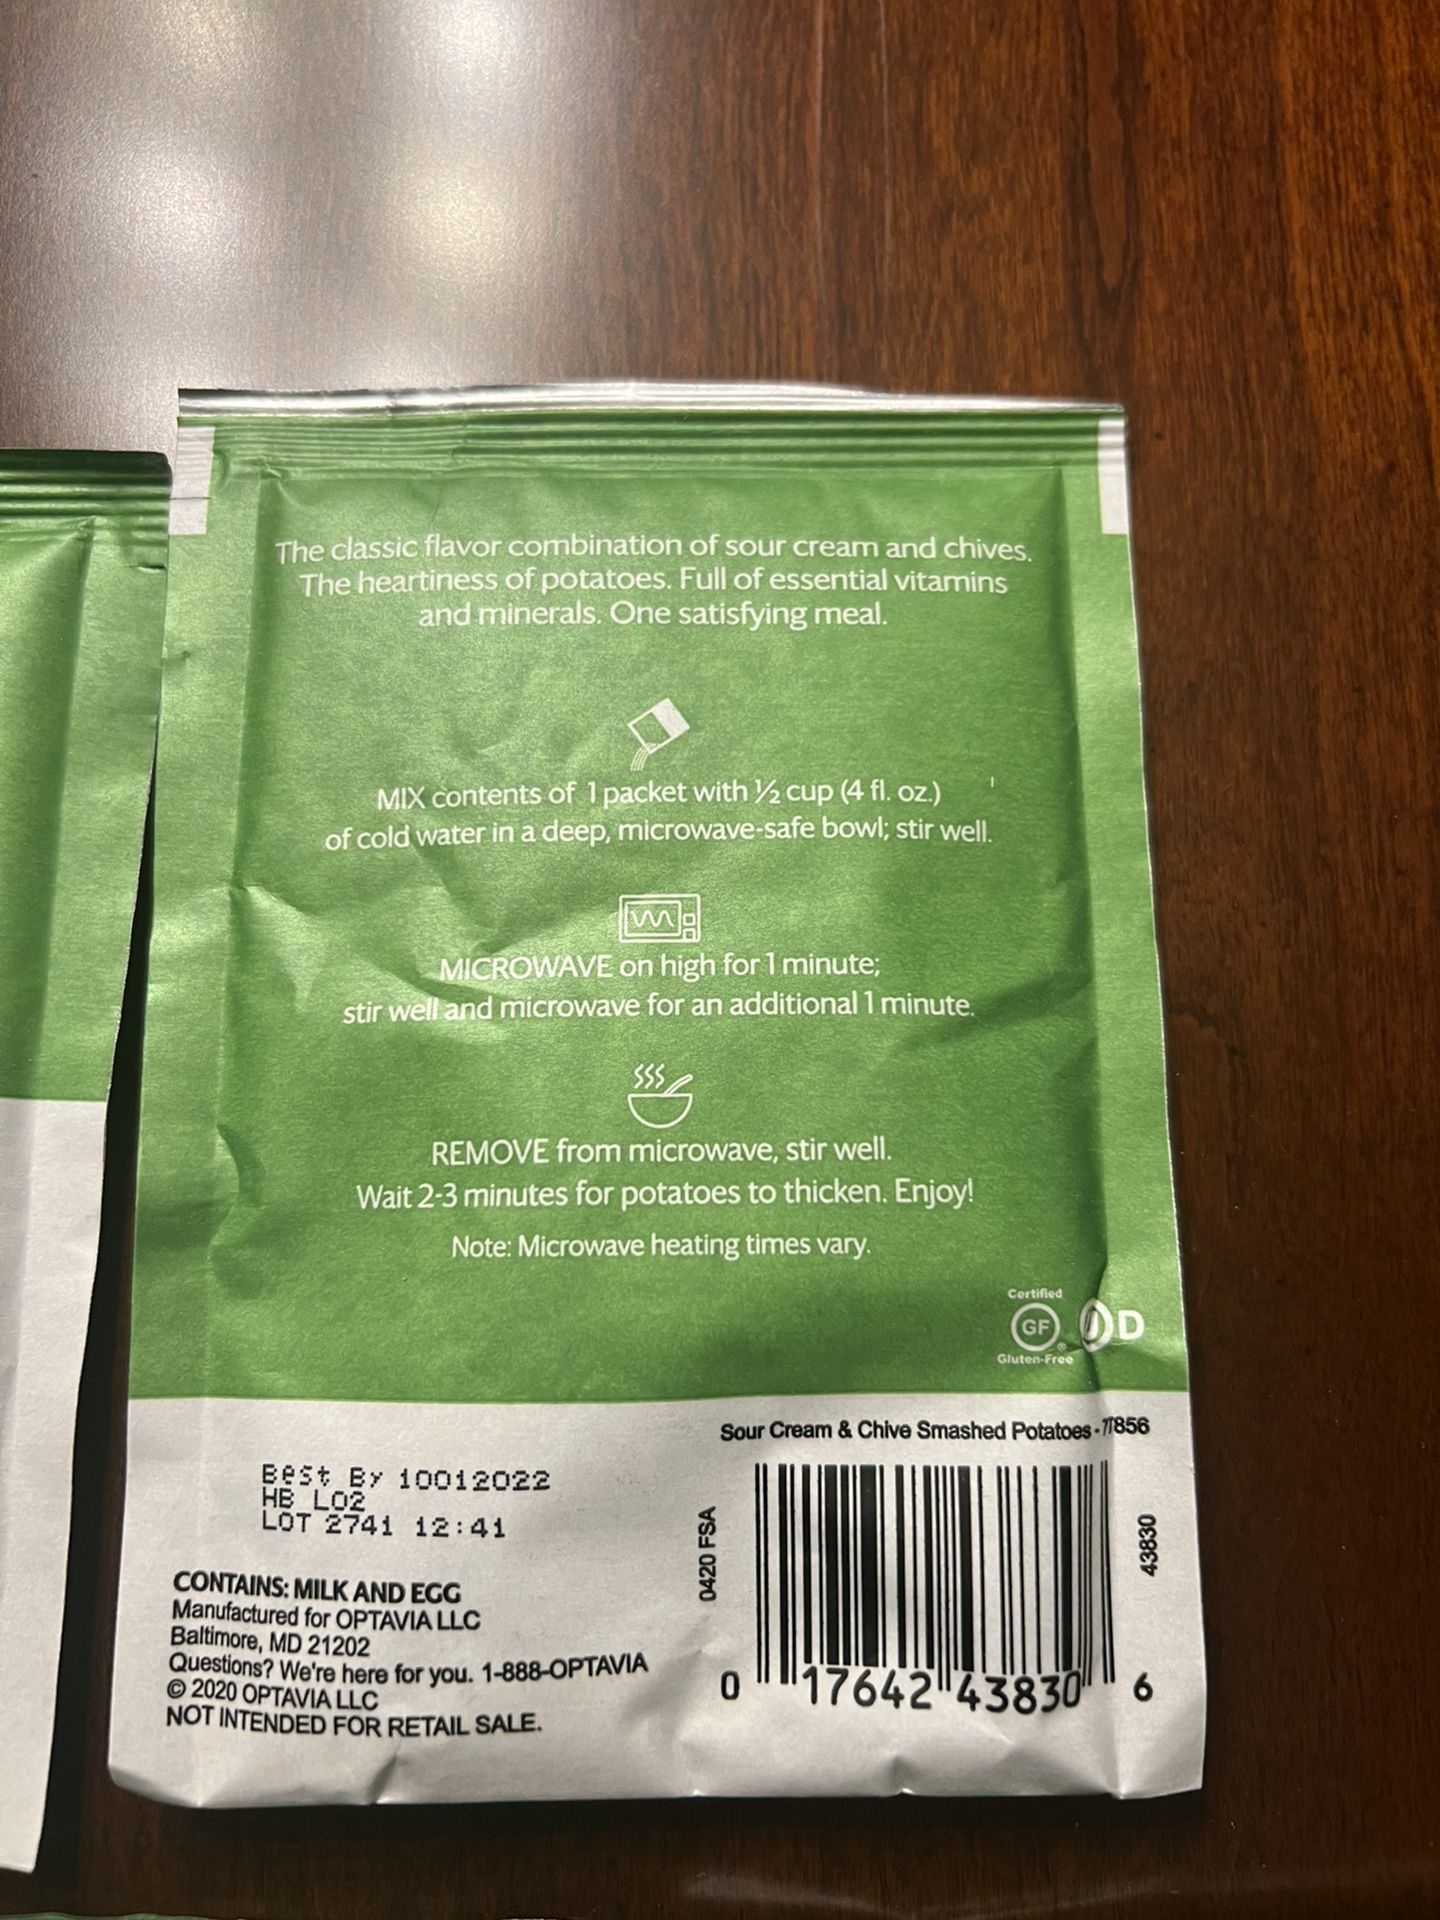 The classic flavor combination of sour cream and chives.
The heartiness of potatoes. Full of essential vitamins
and minerals. One satisfying meal.
MIX contents of 1 packet with ½ cup (4 fl. oz.)
of cold water in a deep, microwave-safe bowl; stir well.
MICROWAVE on high for 1 minute;
stir well and microwave for an additional 1 minute.
REMOVE from microwave, stir well.
Wait 2-3 minutes for potatoes to thicken. Enjoy!
Note: Microwave heating times vary.
Certified
GF
®
Gluten-Free
D
Sour Cream & Chive Smashed Potatoes -
Best By 10012022
HB L02
LOT 2741 12:41
CONTAINS: MILK AND EGG
Manufactured for OPTAVIA LLC
Baltimore, MD 21202
Questions? We're here for you. 1-888-OPTAVIA
© 2020 OPTAVIA LLC
NOT INTENDED FOR RETAIL SALE.
0420 FSA
43830
0 17642 43830 6